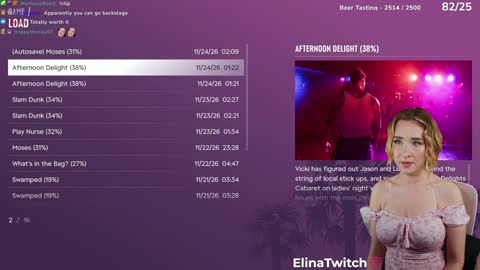 !clip
Apparently you can go backstage
Totally worth it
GAME /
LOAD
Beer Tasting - 2514 / 2500
82/25
(Autosave) Moses (31%) 11/24/26 02:09
Afternoon Delight (38%) 11/24/26 01:22
Afternoon Delight (38%) 11/24/26 01:21
Slam Dunk (34%) 11/23/26 02:27
Slam Dunk (34%) 11/23/26 02:21
Play Nurse (32%) 11/23/26 01:34
Moses (31%) 11/22/26 23:28
What's in the Bag? (27%) 11/22/26 04:47
Swamped (19%) 11/21/26 03:34
Swamped (19%) 11/21/26 03:28
2 / 16
AFTERNOON DELIGHT (38%)
Vicki has figured out Jason and
string of local stick ups, and
Delights
Cabaret on ladies' night
ElinaTwitch